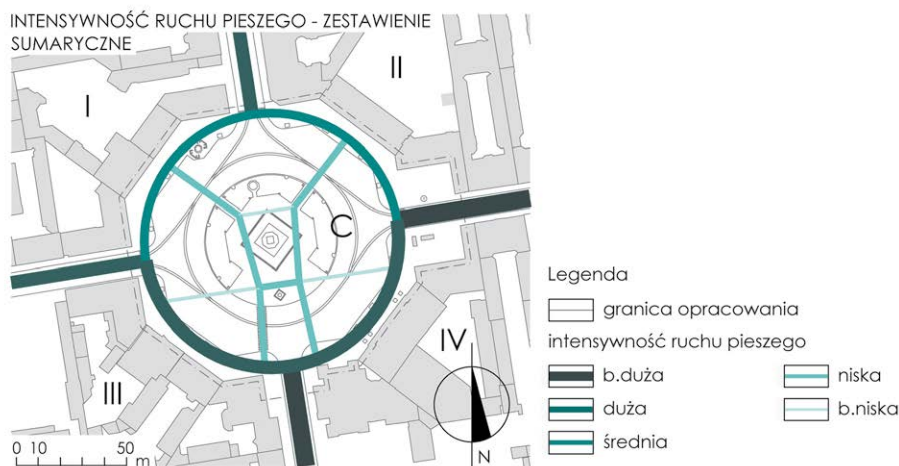 INTENSYWNOŚĆ RUCHU PIESZEGO - ZESTAWIENIE
SUMARYCZNE
I
II
C
III
IV
N
0 10 50
m
Legenda
granica opracowania
intensywność ruchu pieszego
b.duża
niska
duża
b.niska
średnia